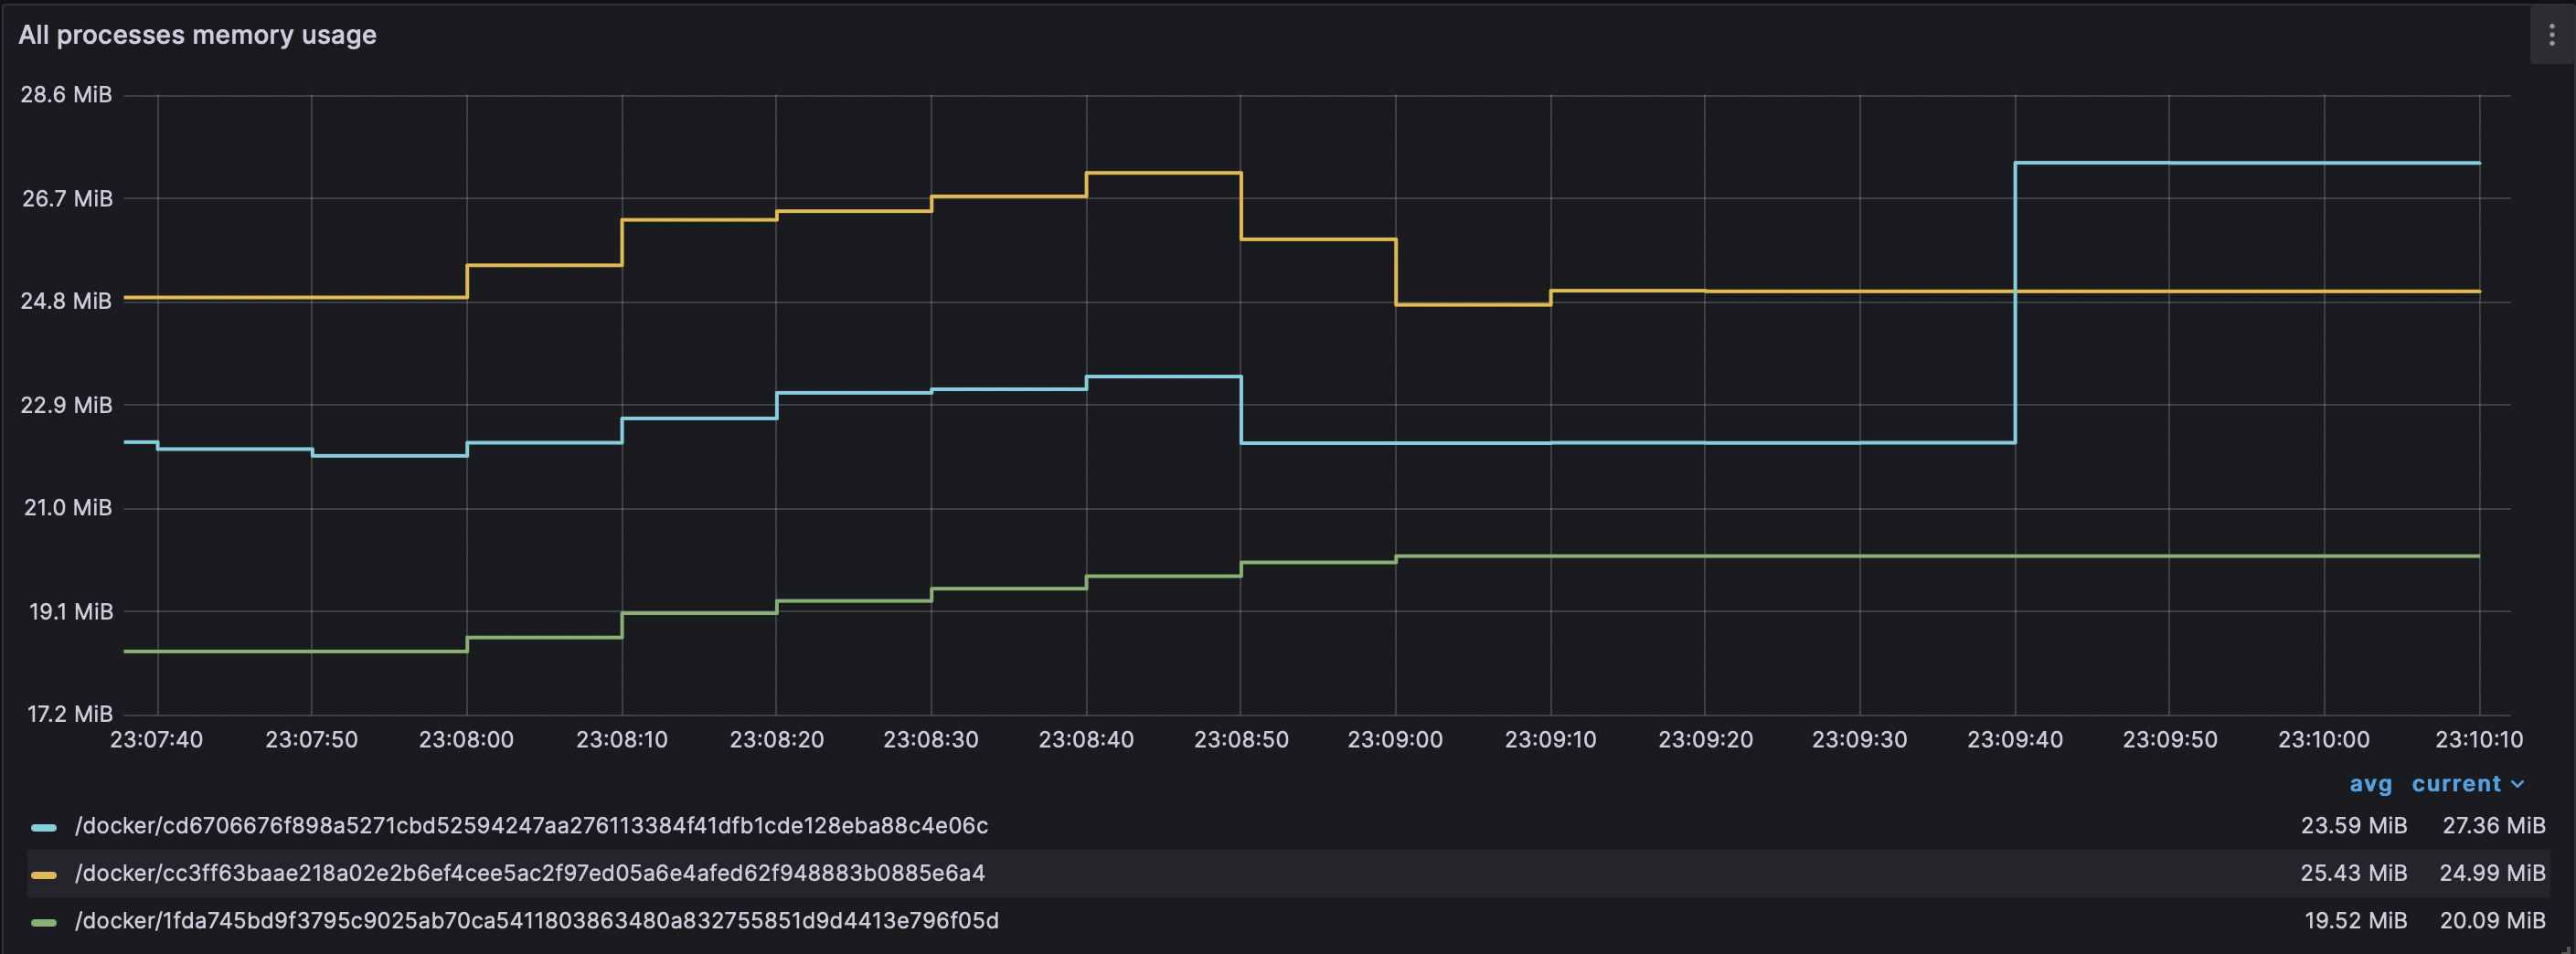 All processes memory usage
28.6 MiB
26.7 MiB
24.8 MiB
22.9 MiB
21.0 MiB
19.1 MiB
17.2 MiB
23:07:40 23:07:50 23:08:00 23:08:10 23:08:20 23:08:30 23:08:40 23:08:50 23:09:00 23:09:10 23:09:20 23:09:30 23:09:40 23:09:50 23:10:00 23:10:10
avg current
/docker/cd6706676f898a5271cbd52594247aa276113384f41dfb1cde128eba88c4e06c 23.59 MiB 27.36 MiB
/docker/cc3ff63baae218a02e2b6ef4cee5ac2f97ed05a6e4afed62f948883b0885e6a4 25.43 MiB 24.99 MiB
/docker/1fda745bd9f3795c9025ab70ca5411803863480a832755851d9d4413e796f05d 19.52 MiB 20.09 MiB